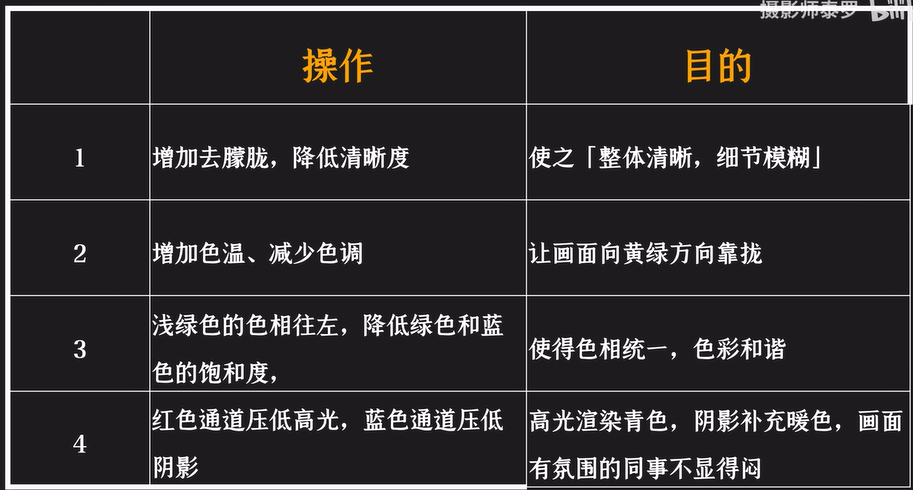 摄影师泰罗 bilibili
操作
目的
1
增加去朦胧，降低清晰度
使之「整体清晰，细节模糊」
2
增加色温、减少色调
让画面向黄绿方向靠拢
3
浅绿色的色相往左，降低绿色和蓝
色的饱和度，
使得色相统一，色彩和谐
4
红色通道压低高光，蓝色通道压低
阴影
高光渲染青色，阴影补充暖色，画面
有氛围的同事不显得闷